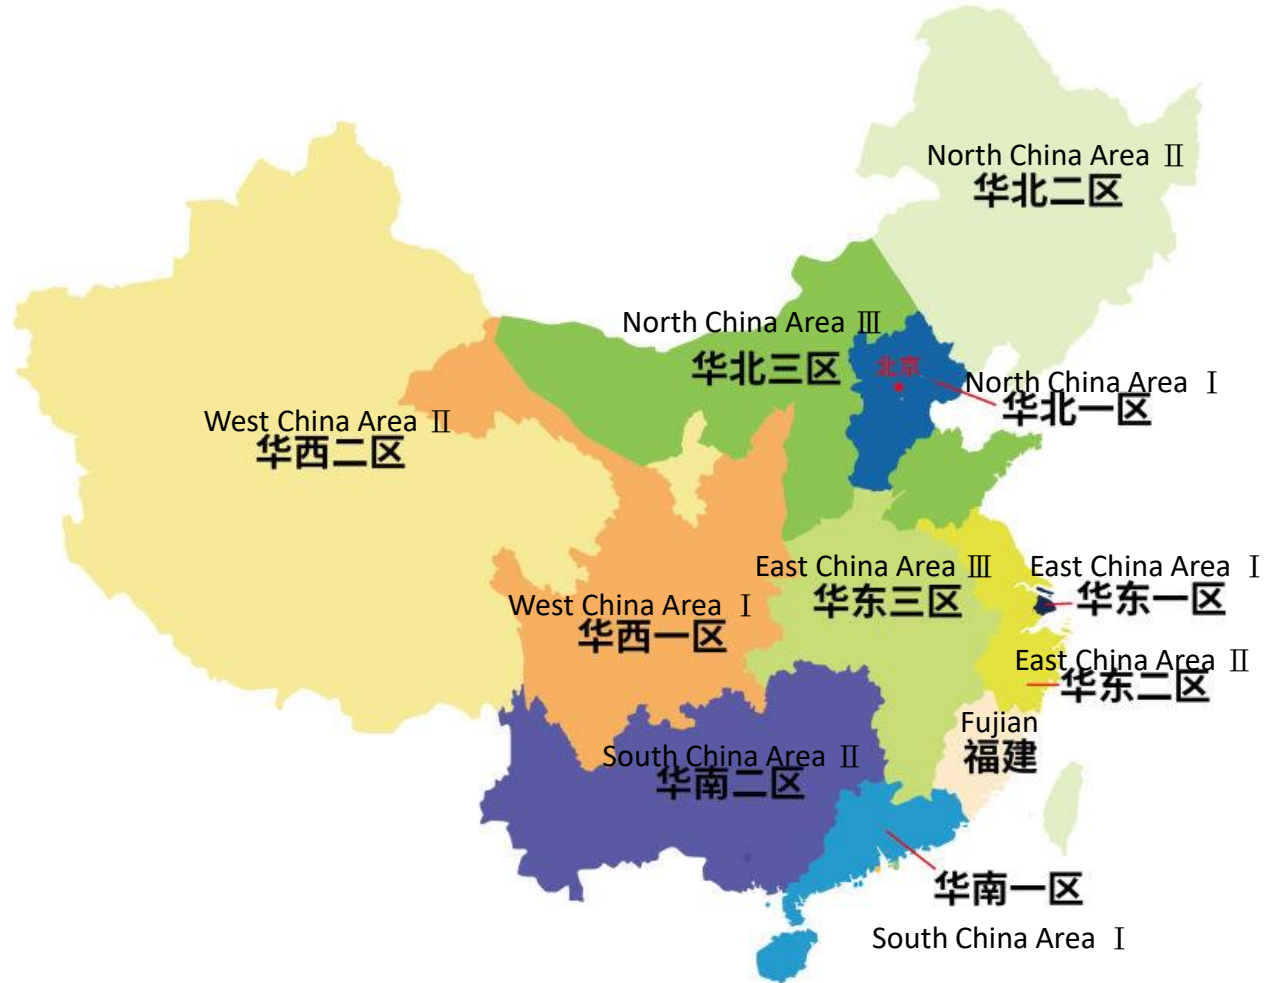 North China Area Ⅱ
华北二区
North China Area Ⅲ
华北三区
北京
North China Area Ⅰ
华北一区
West China Area Ⅱ
华西二区
East China Area Ⅲ
华东三区
East China Area Ⅰ
华东一区
West China Area Ⅰ
华西一区
East China Area Ⅱ
华东二区
Fujian
福建
South China Area Ⅱ
华南二区
华南一区
South China Area Ⅰ